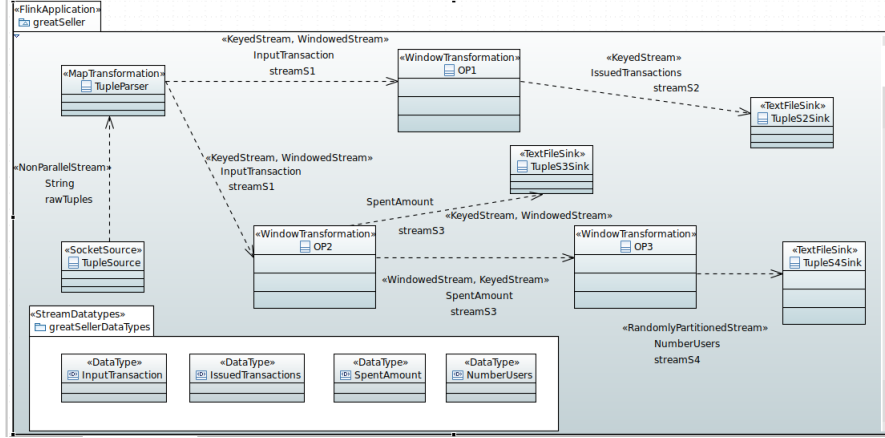 «FlinkApplication»
greatSeller
«KeyedStream, WindowedStream»
InputTransaction
streamS1
«WindowTransformation»
OP1
«KeyedStream»
IssuedTransactions
streamS2
«MapTransformation»
TupleParser
«TextFileSink»
TupleS2Sink
«NonParallelStream»
String
rawTuples
«KeyedStream, WindowedStream»
InputTransaction
streamS1
«TextFileSink»
TupleS3Sink
SpentAmount
streamS3
«KeyedStream, WindowedStream»
«SocketSource»
TupleSource
«WindowTransformation»
OP2
«WindowTransformation»
OP3
«TextFileSink»
TupleS4Sink
«WindowedStream, KeyedStream»
SpentAmount
streamS3
«RandomlyPartitionedStream»
NumberUsers
streamS4
«StreamDatatypes»
greatSellerDataTypes
«DataType»
InputTransaction
«DataType»
IssuedTransactions
«DataType»
SpentAmount
«DataType»
NumberUsers